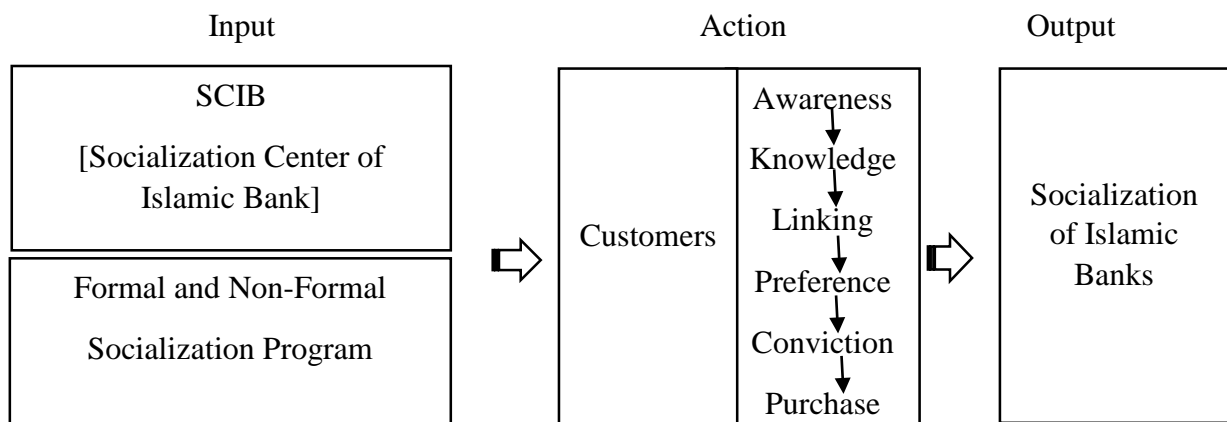 Input
Action
Output
SCIB
[Socialization Center of
Islamic Bank]
Formal and Non-Formal
Socialization Program
Customers
Awareness
Knowledge
Linking
Preference
Conviction
Purchase
Socialization
of Islamic
Banks